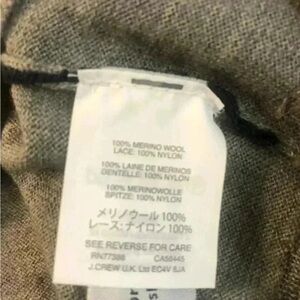 100% MERINO WOOL
LACE: 100% NYLON
100% LAINE DE MERINOS
DENTELLE: 100% NYLON
100% MERINOWOLLE
SPITZE: 100% NYLON
メリノウール 100%
レース:ナイロン 100%
SEE REVERSE FOR CARE
RN77388 CA56445
J.CREW U.K. Ltd EC4V 6JA